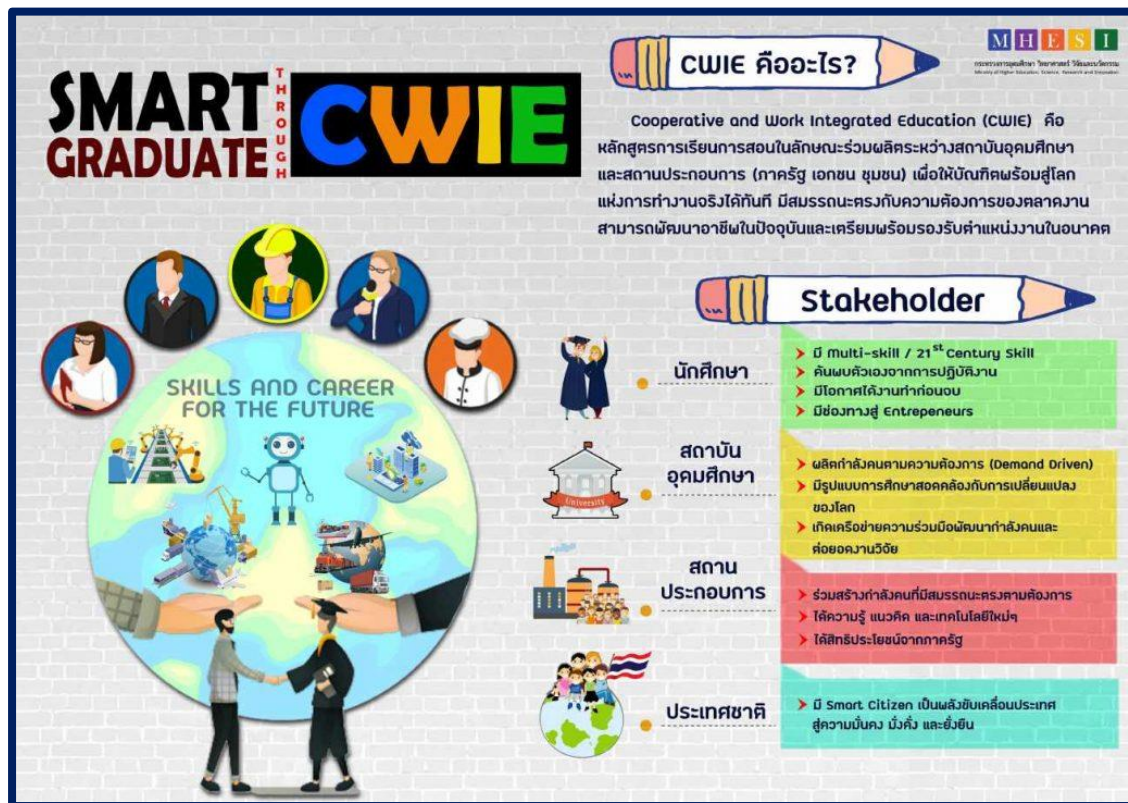 SMART
GRADUATE
THROUGH
CWIE
CWIE คืออะไร?
MHESI
กระทรวงการอุดมศึกษา วิทยาศาสตร์ วิจัยและนวัตกรรม
Ministry of Higher Education, Science, Research and Innovation
Cooperative and Work Integrated Education (CWIE) คือ
หลักสูตรการเรียนการสอนในลักษณะร่วมผลิตระหว่างสถาบันอุดมศึกษา
และสถานประกอบการ (ภาครัฐ เอกชน ชุมชน) เพื่อให้บัณฑิตพร้อมสู่โลก
แห่งการทำงานจริงได้ทันที มีสมรรถนะตรงกับความต้องการของตลาดงาน
สามารถพัฒนาอาชีพในปัจจุบันและเตรียมพร้อมรองรับตำแหน่งงานในอนาคต
SKILLS AND CAREER
FOR THE FUTURE
Stakeholder
นักศึกษา
มี Multi-skill / 21st Century Skill
ค้นพบตัวเองจากการปฏิบัติงาน
มีโอกาสได้งานทำก่อนจบ
มีช่องทางสู่ Entrepeneurs
University
สถาบัน
อุดมศึกษา
ผลิตกำลังคนตามความต้องการ (Demand Driven)
มีรูปแบบการศึกษาสอดคล้องกับการเปลี่ยนแปลง
ของโลก
เกิดเครือข่ายความร่วมมือพัฒนากำลังคนและ
ต่อยอดงานวิจัย
สถาน
ประกอบการ
ร่วมสร้างกำลังคนที่มีสมรรถนะตรงตามต้องการ
ได้ความรู้ แนวคิด และเทคโนโลยีใหม่ๆ
ได้สิทธิประโยชน์จากภาครัฐ
ประเทศชาติ
มี Smart Citizen เป็นพลังขับเคลื่อนประเทศ
สู่ความมั่นคง มั่งคั่ง และยั่งยืน